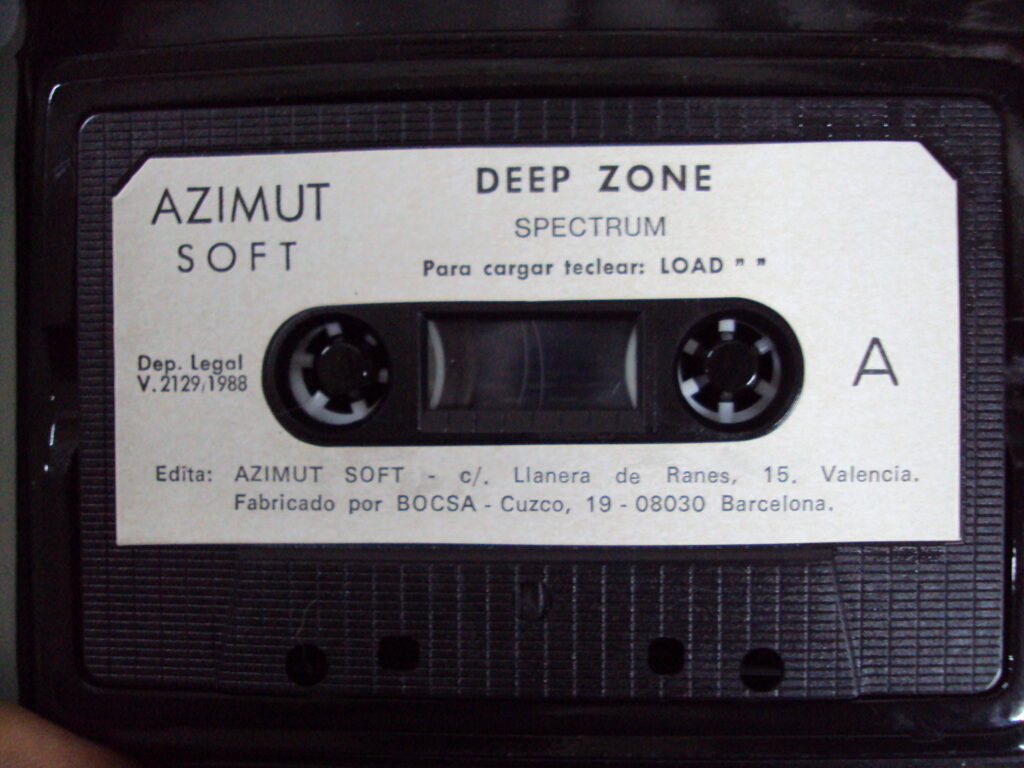 AZIMUT
SOFT
DEEP ZONE
SPECTRUM
Para cargar teclear: LOAD " "
Dep. Legal
V. 2129/1988
A
Edita: AZIMUT SOFT - c/. Llanera de Ranes, 15. Valencia.
Fabricado por BOCSA - Cuzco, 19 - 08030 Barcelona.